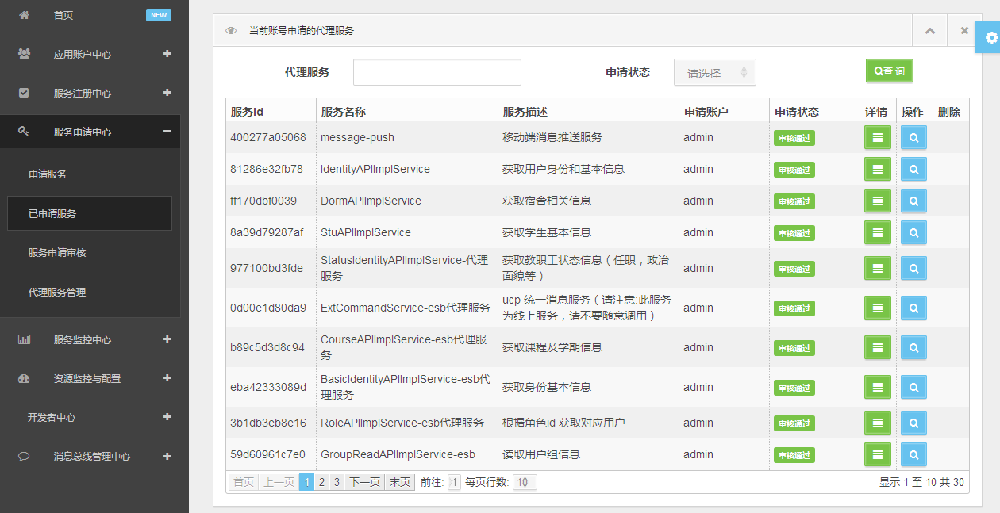 首页 NEW
应用账户中心
服务注册中心
服务申请中心
申请服务
已申请服务
服务申请审核
代理服务管理
服务监控中心
资源监控与配置
开发者中心
消息总线管理中心
当前账号申请的代理服务
代理服务 申请状态 请选择 查 询
服务id 服务名称 服务描述 申请账户 申请状态 详情 操作 删除
400277a05068 message-push 移动端消息推送服务 admin 审核通过
81286e32fb78 IdentityAPIImplService 获取用户身份和基本信息 admin 审核通过
ff170dbf0039 DormAPIImplService 获取宿舍相关信息 admin 审核通过
8a39d79287af StuAPIImplService 获取学生基本信息 admin 审核通过
977100bd3fde StatusIdentityAPIImplService-代理 获取教职工状态信息（任职，政治 admin 审核通过
服务 面貌等）
0d00e1d80da9 ExtCommandService-esb代理服务 ucp 统一消息服务（请注意:此服务 admin 审核通过
为线上服务，请不要随意调用）
b89c5d3d8c94 CourseAPIImplService-esb代理服 获取课程及学期信息 admin 审核通过
务
eba42333089d BasicIdentityAPIImplService-esb代 获取身份基本信息 admin 审核通过
理服务
3b1db3eb8e16 RoleAPIImplService-esb代理服务 根据角色id 获取对应用户 admin 审核通过
59d60961c7e0 GroupReadAPIImplService-esb 读取用户组信息 admin 审核通过
首页 上一页 1 2 3 下一页 末页 前往: 1 每页行数: 10 显示 1 至 10 共 30